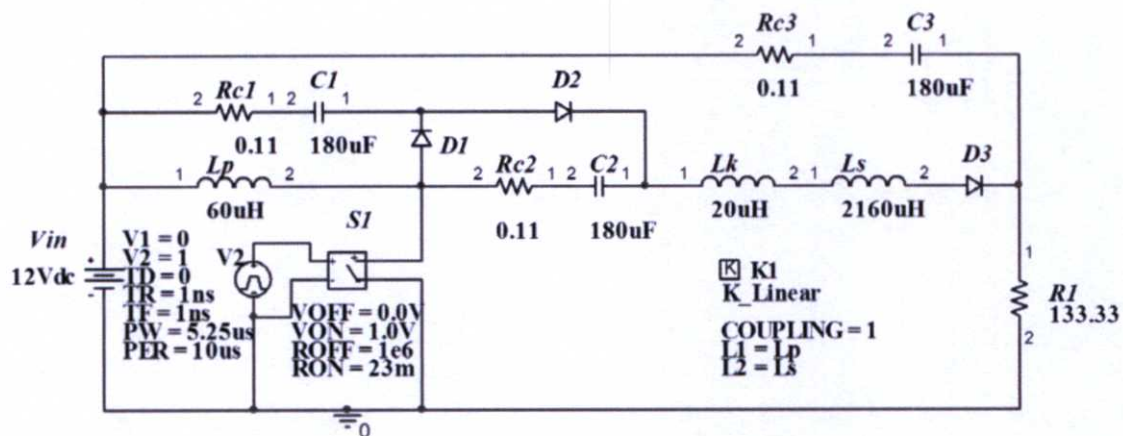 Rc3
2 1 2 C3 1
0.11 180uF
Rc1 C1 D2
2 1 2 1
0.11 180uF D1
Lp Rc2 C2 Lk Ls D3
1 2 2 1 2 1 1 2 1 2
60uH 0.11 180uF 20uH 2160uH
S1
Vin
12Vdc
V1 = 0
V2 = 1
TD = 0
TR = 1ns
TF = 1ns
PW = 5.25us
PER = 10us
V2
VOFF = 0.0V
VON = 1.0V
ROFF = 1e6
RON = 23m
K K1
K_Linear
COUPLING = 1
L1 = Lp
L2 = Ls
1
R1
133.33
2
0